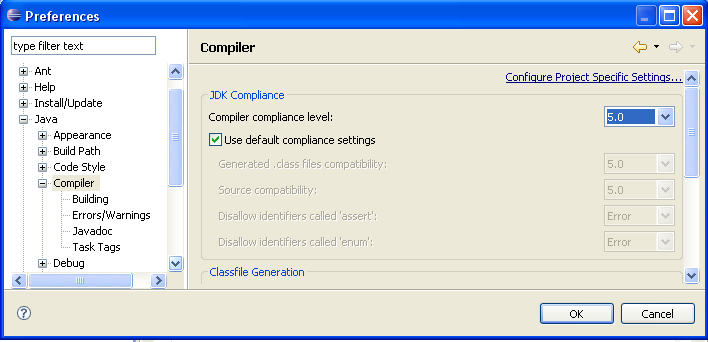 Preferences
type filter text
Ant
Help
Install/Update
Java
Appearance
Build Path
Code Style
Compiler
Building
Errors/Warnings
Javadoc
Task Tags
Debug
Compiler
Configure Project Specific Settings...
JDK Compliance
Compiler compliance level: 5.0
Use default compliance settings
Generated .class files compatibility: 5.0
Source compatibility: 5.0
Disallow identifiers called 'assert': Error
Disallow identifiers called 'enum': Error
Classfile Generation
? OK Cancel